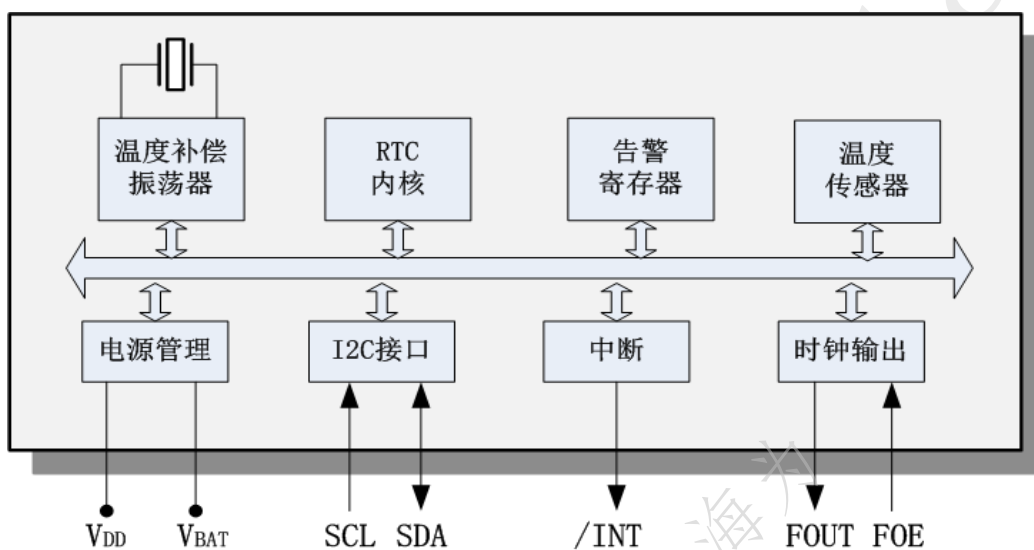 温度补偿
振荡器
RTC
内核
告警
寄存器
温度
传感器
电源管理
I2C接口
中断
时钟输出
VDD
VBAT
SCL
SDA
/INT
FOUT
FOE
海为